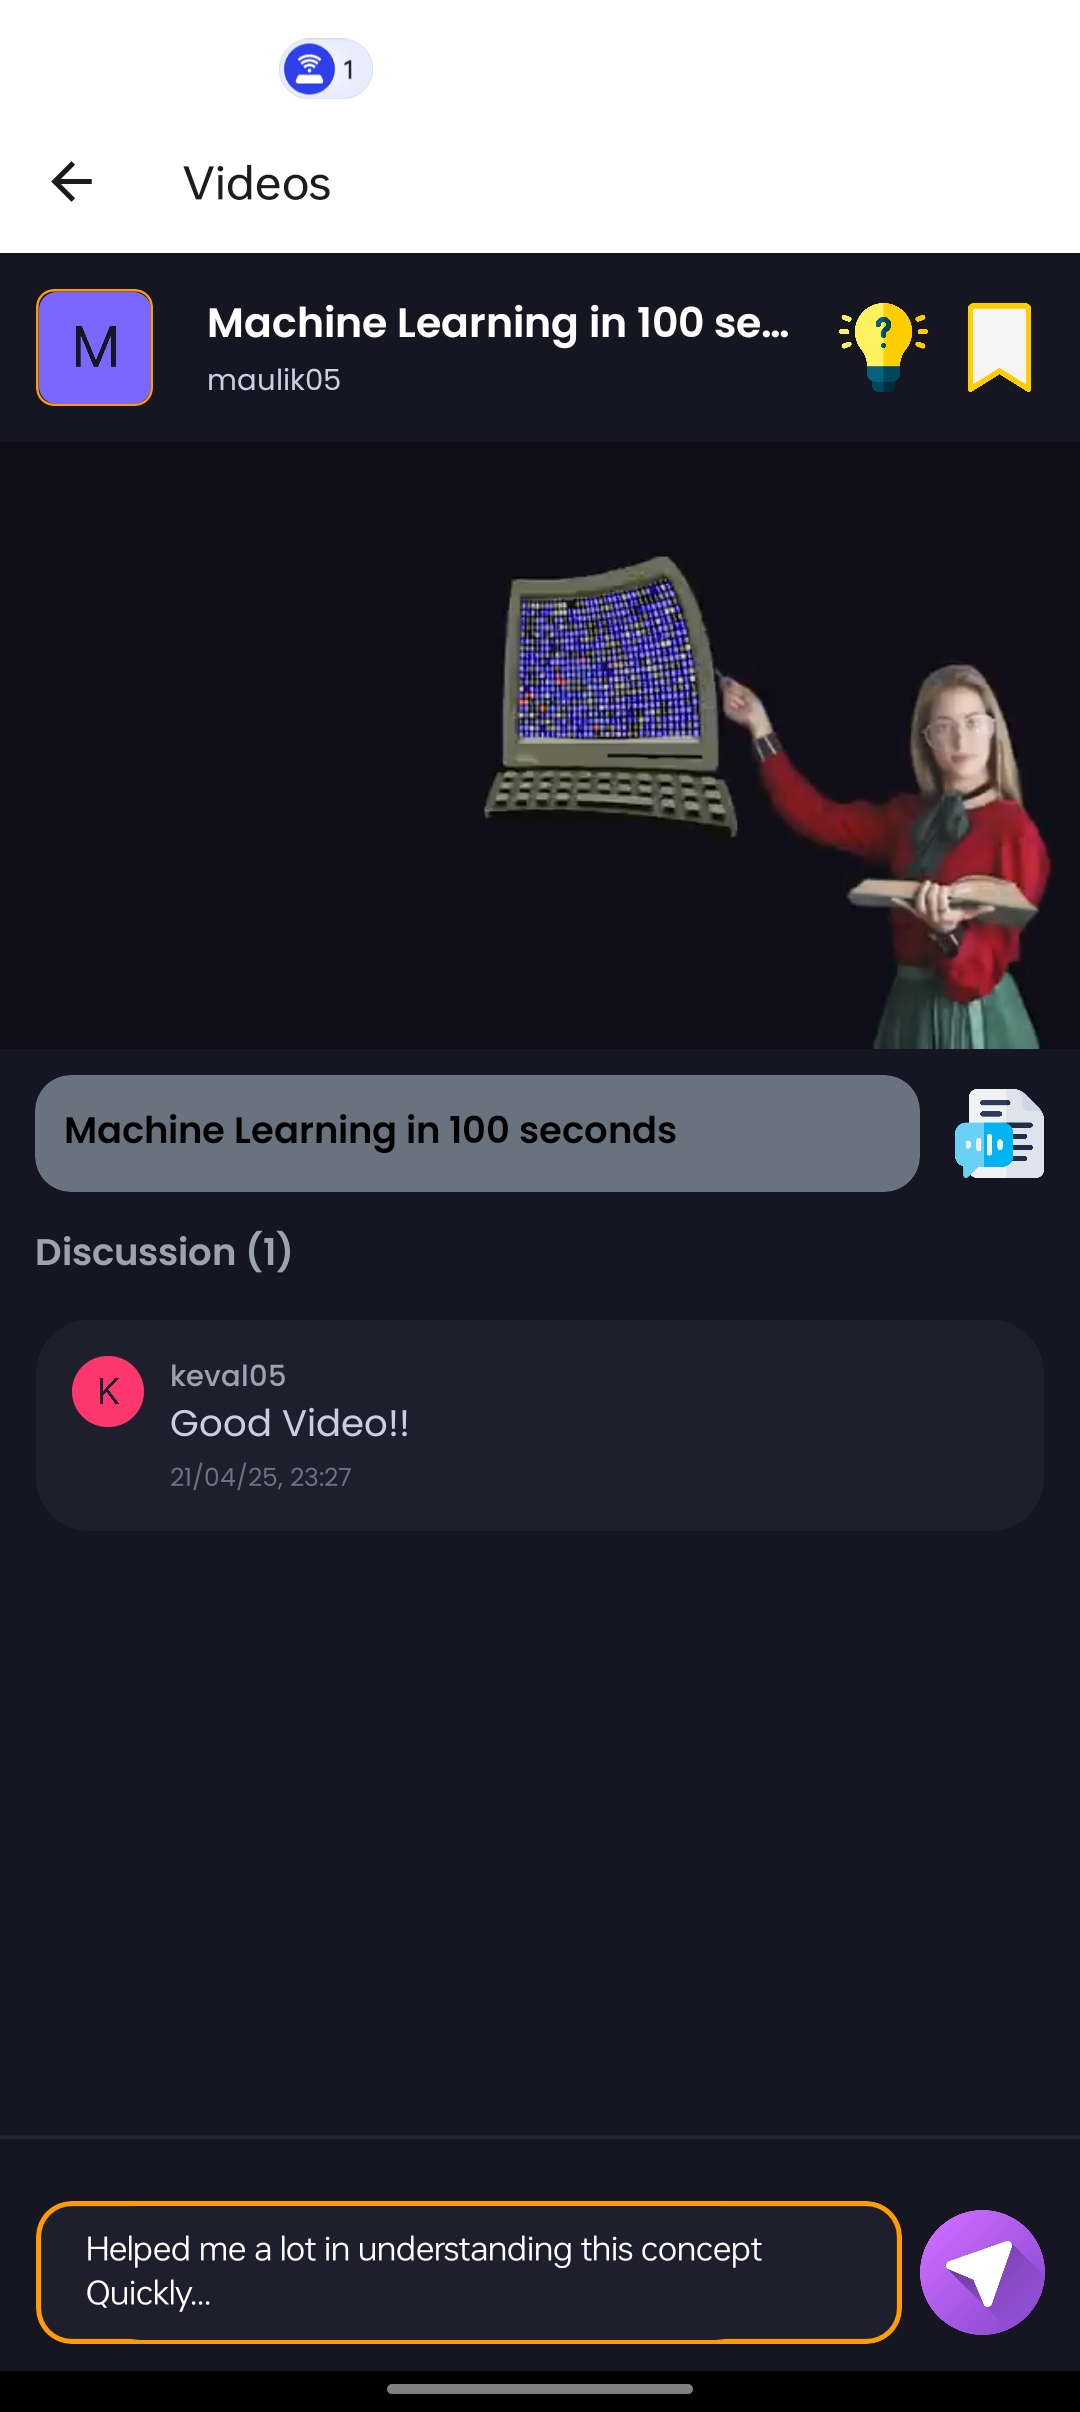 1
Videos
M
Machine Learning in 100 se...
maulik05
Machine Learning in 100 seconds
Discussion (1)
K
keval05
Good Video!!
21/04/25, 23:27
Helped me a lot in understanding this concept
Quickly...